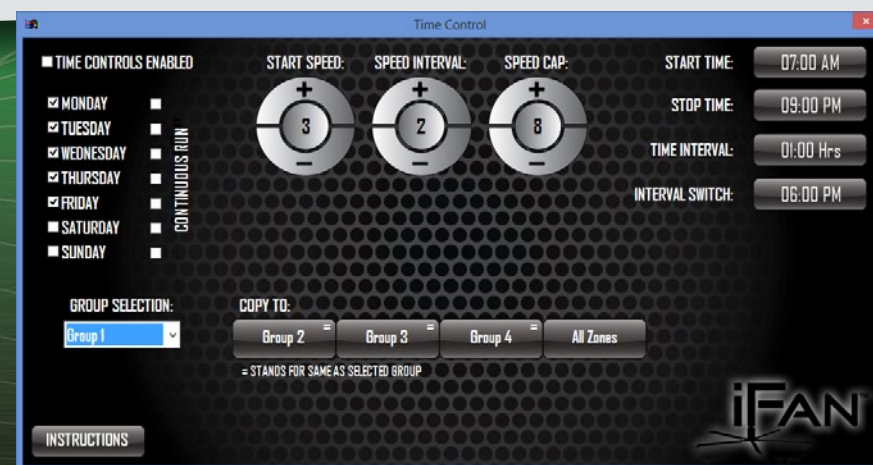 Time Control
TIME CONTROLS ENABLED
MONDAY
TUESDAY
WEDNESDAY
THURSDAY
FRIDAY
SATURDAY
SUNDAY
CONTINUOUS RUN
START SPEED:
3
SPEED INTERVAL:
2
SPEED CAP:
8
START TIME: 07:00 AM
STOP TIME: 09:00 PM
TIME INTERVAL: 01:00 Hrs
INTERVAL SWITCH: 06:00 PM
GROUP SELECTION:
Group 1
COPY TO:
Group 2 = Group 3 = Group 4 = All Zones
= STANDS FOR SAME AS SELECTED GROUP
INSTRUCTIONS
iFAN